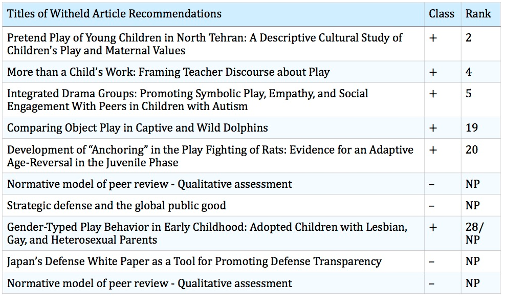 Titles of Witheld Article Recommendations Class Rank
Pretend Play of Young Children in North Tehran: A Descriptive Cultural Study of + 2
Children's Play and Maternal Values
More than a Child's Work: Framing Teacher Discourse about Play + 4
Integrated Drama Groups: Promoting Symbolic Play, Empathy, and Social + 5
Engagement With Peers in Children with Autism
Comparing Object Play in Captive and Wild Dolphins + 19
Development of “Anchoring” in the Play Fighting of Rats: Evidence for an Adaptive + 20
Age-Reversal in the Juvenile Phase
Normative model of peer review - Qualitative assessment – NP
Strategic defense and the global public good – NP
Gender-Typed Play Behavior in Early Childhood: Adopted Children with Lesbian, + 28/
Gay, and Heterosexual Parents NP
Japan's Defense White Paper as a Tool for Promoting Defense Transparency – NP
Normative model of peer review - Qualitative assessment – NP